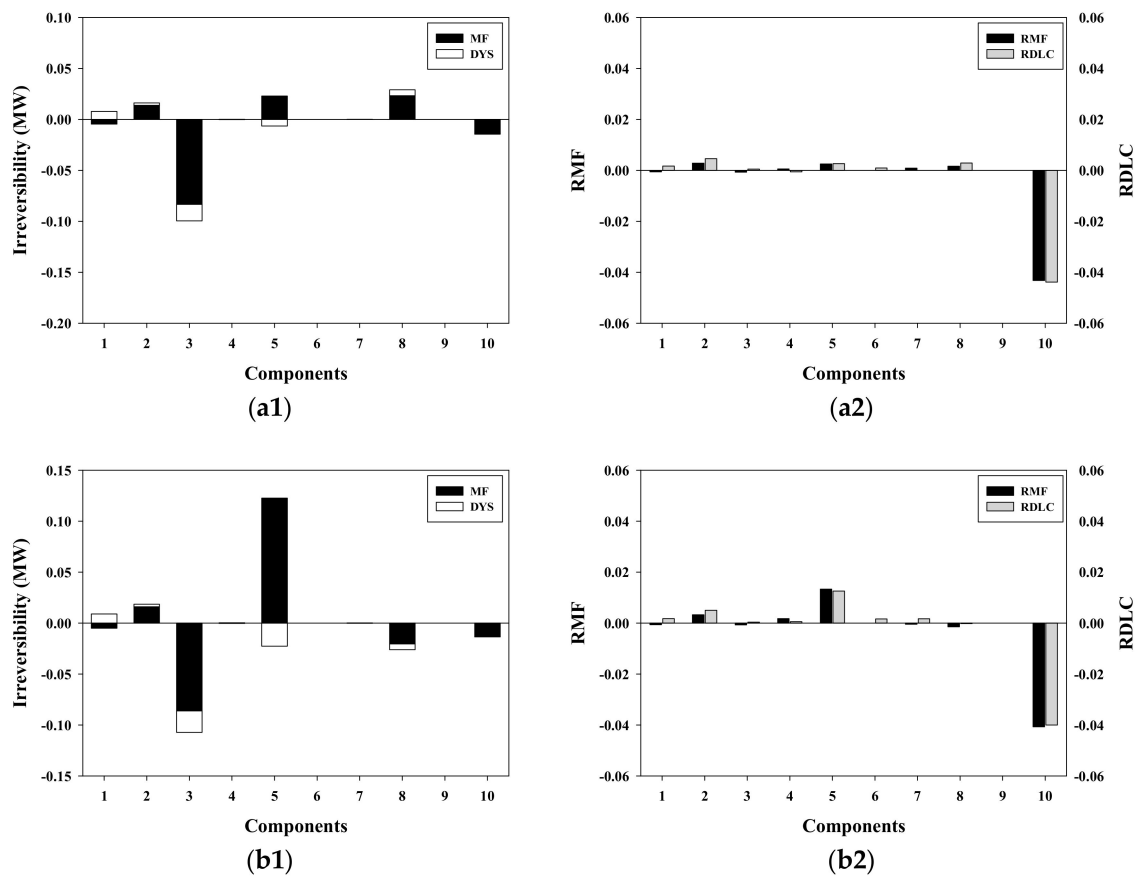 0.10
0.05
0.00
-0.05
-0.10
-0.15
-0.20
Irreversibility (MW)
MF
DYS
1 2 3 4 5 6 7 8 9 10
Components
(a1)
0.06
0.04
0.02
0.00
-0.02
-0.04
-0.06
RMF
RMF
RDLC
0.06
0.04
0.02
0.00
-0.02
-0.04
-0.06
RDLC
1 2 3 4 5 6 7 8 9 10
Components
(a2)
0.15
0.10
0.05
0.00
-0.05
-0.10
-0.15
Irreversibility (MW)
MF
DYS
1 2 3 4 5 6 7 8 9 10
Components
(b1)
0.06
0.04
0.02
0.00
-0.02
-0.04
-0.06
RMF
RMF
RDLC
0.06
0.04
0.02
0.00
-0.02
-0.04
-0.06
RDLC
1 2 3 4 5 6 7 8 9 10
Components
(b2)